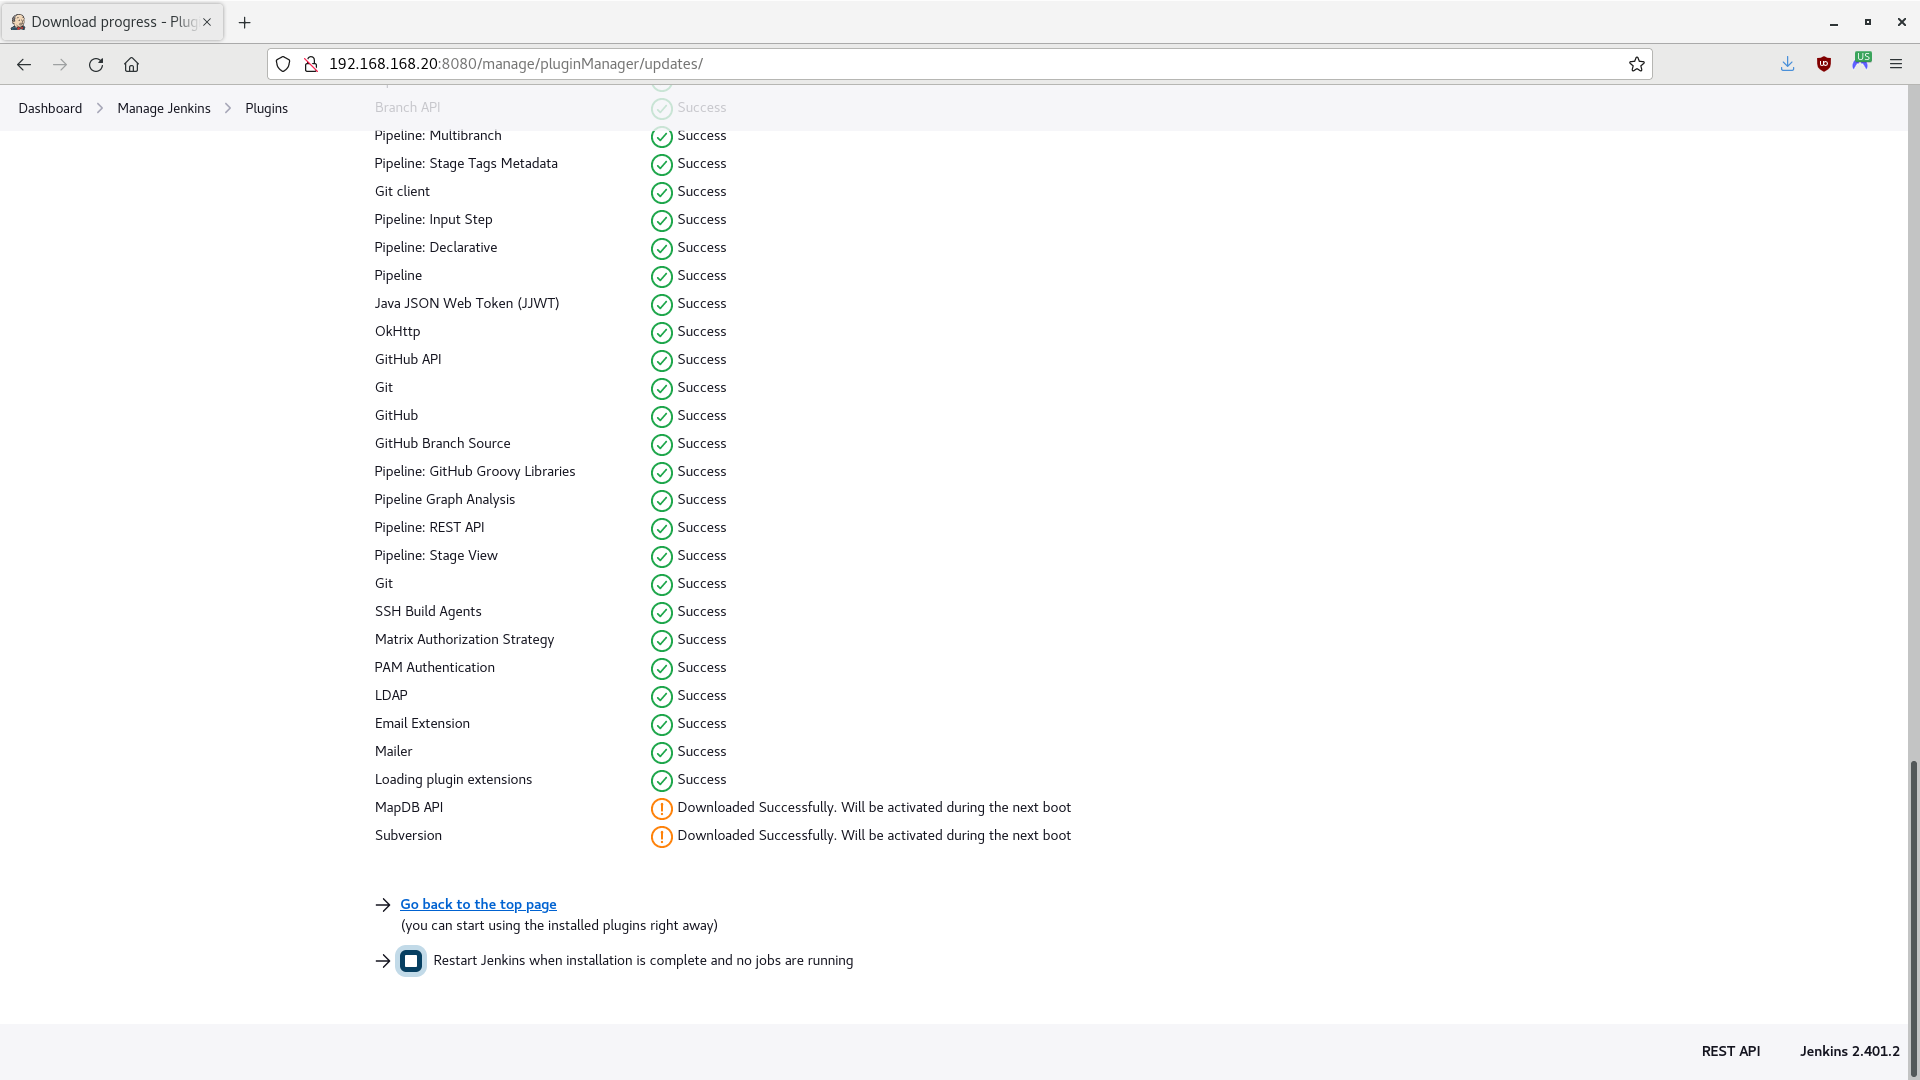 Download progress - Plug
192.168.168.20:8080/manage/pluginManager/updates/
US
Dashboard > Manage Jenkins > Plugins
Branch API Success
Pipeline: Multibranch Success
Pipeline: Stage Tags Metadata Success
Git client Success
Pipeline: Input Step Success
Pipeline: Declarative Success
Pipeline Success
Java JSON Web Token (JJWT) Success
OkHttp Success
GitHub API Success
Git Success
GitHub Success
GitHub Branch Source Success
Pipeline: GitHub Groovy Libraries Success
Pipeline Graph Analysis Success
Pipeline: REST API Success
Pipeline: Stage View Success
Git Success
SSH Build Agents Success
Matrix Authorization Strategy Success
PAM Authentication Success
LDAP Success
Email Extension Success
Mailer Success
Loading plugin extensions Success
MapDB API Downloaded Successfully. Will be activated during the next boot
Subversion Downloaded Successfully. Will be activated during the next boot
Go back to the top page
(you can start using the installed plugins right away)
Restart Jenkins when installation is complete and no jobs are running
REST API Jenkins 2.401.2